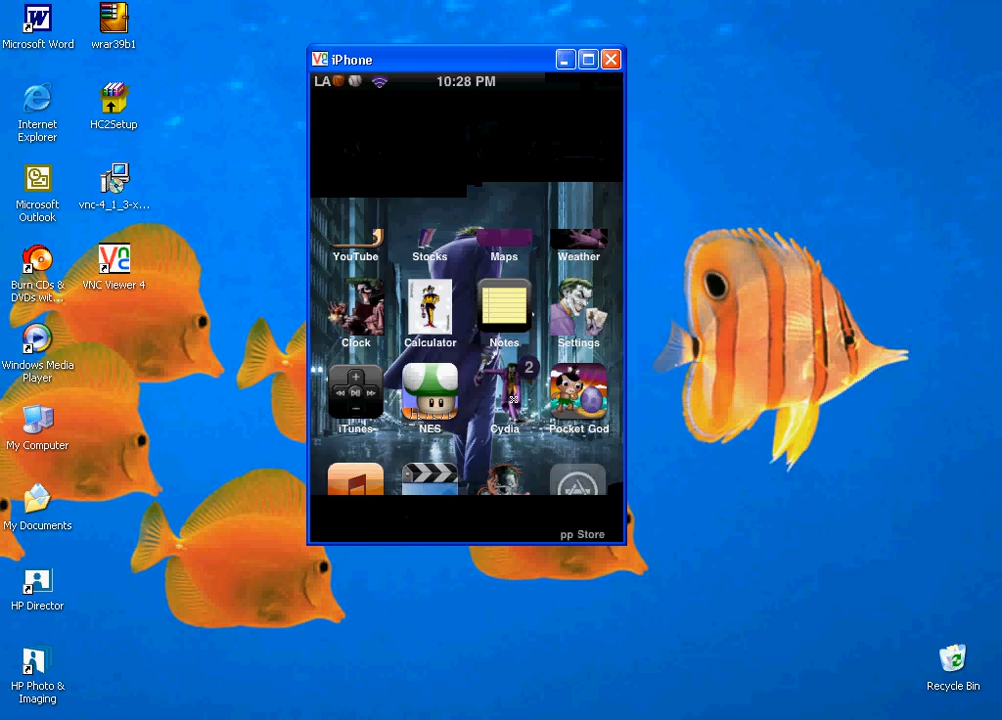 Microsoft Word
wrar39b1
Internet
Explorer
HC2Setup
Microsoft
Outlook
vnc-4_1_3-x...
Burn CDs &
DVDs wit...
VNC Viewer 4
Windows Media
Player
My Computer
My Documents
HP Director
HP Photo &
Imaging
Recycle Bin
iPhone
LA 10:28 PM
YouTube Stocks Maps Weather
Clock Calculator Notes Settings
2
iTunes NES Cydia Pocket God
pp Store